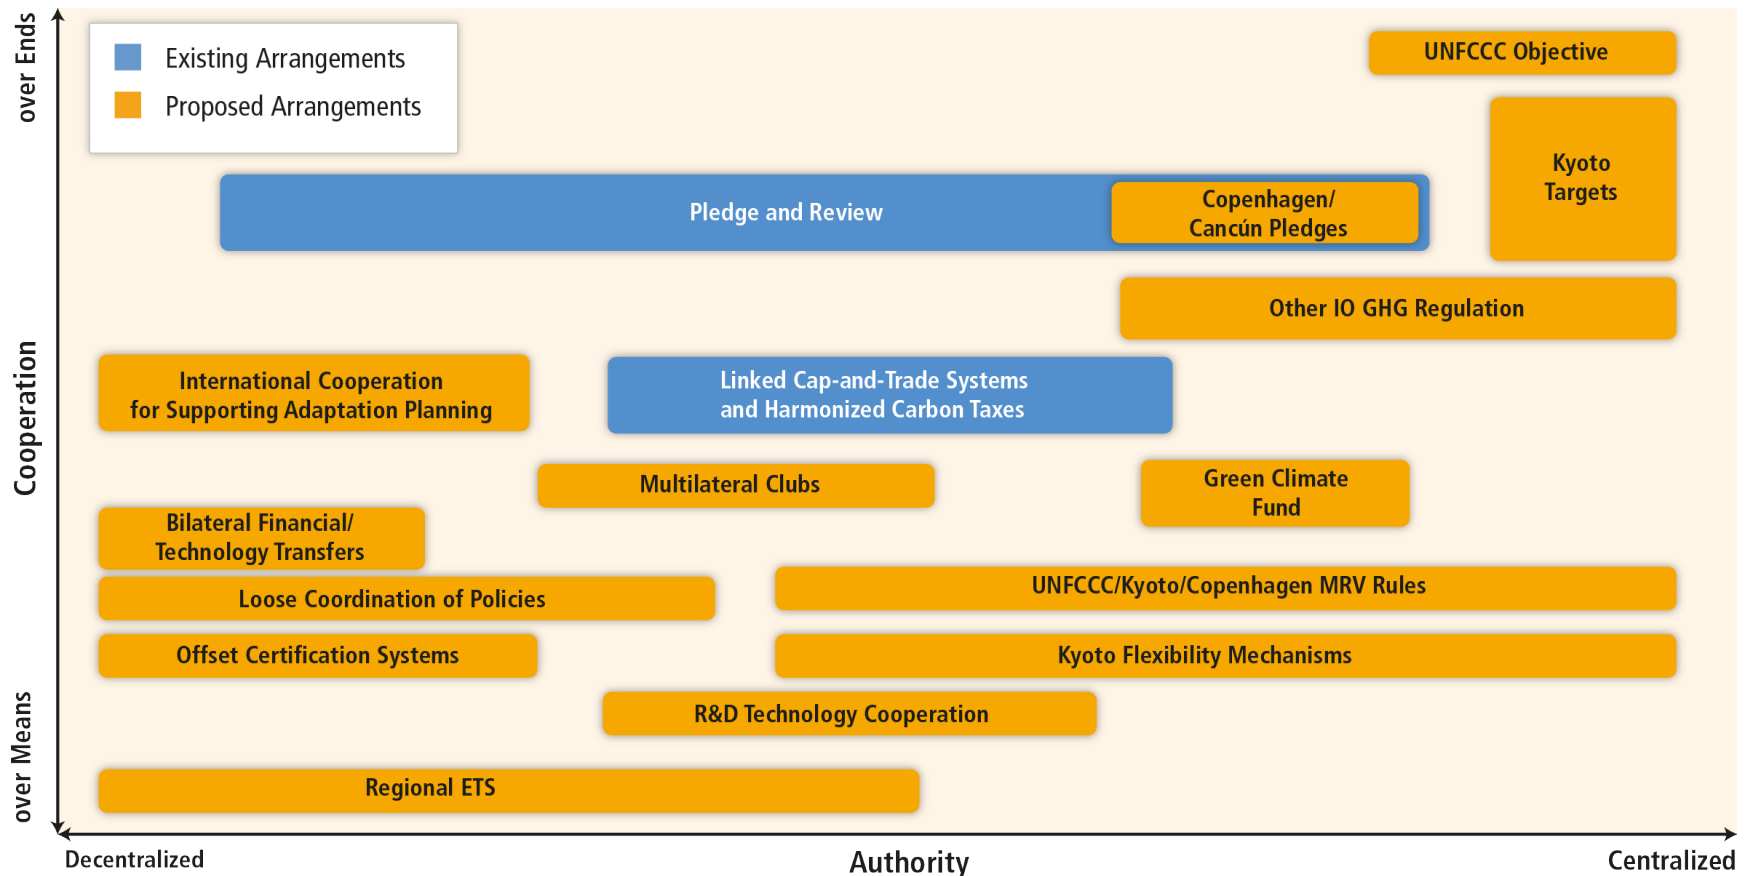 over Ends
Cooperation
over Means
Existing Arrangements
Proposed Arrangements
UNFCCC Objective
Kyoto
Targets
Pledge and Review
Copenhagen/
Cancún Pledges
Other IO GHG Regulation
International Cooperation
for Supporting Adaptation Planning
Linked Cap-and-Trade Systems
and Harmonized Carbon Taxes
Multilateral Clubs
Green Climate
Fund
Bilateral Financial/
Technology Transfers
Loose Coordination of Policies
UNFCCC/Kyoto/Copenhagen MRV Rules
Offset Certification Systems
Kyoto Flexibility Mechanisms
R&D Technology Cooperation
Regional ETS
Decentralized
Authority
Centralized